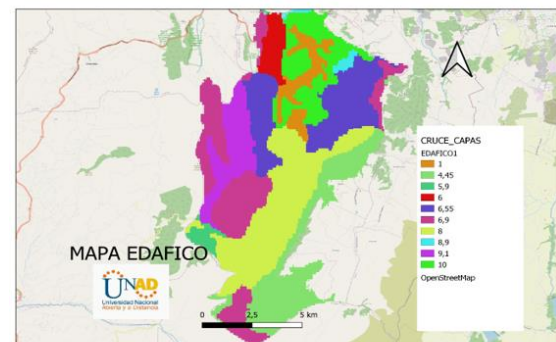 CRUCE_CAPAS
EDAFICO1
1
4,45
5,9
6
6,55
6,9
8
8,9
9,1
10
OpenStreetMap
MAPA EDAFICO
UNAD
Universidad Nacional
Abierta y a Distancia
0 2,5 5 km